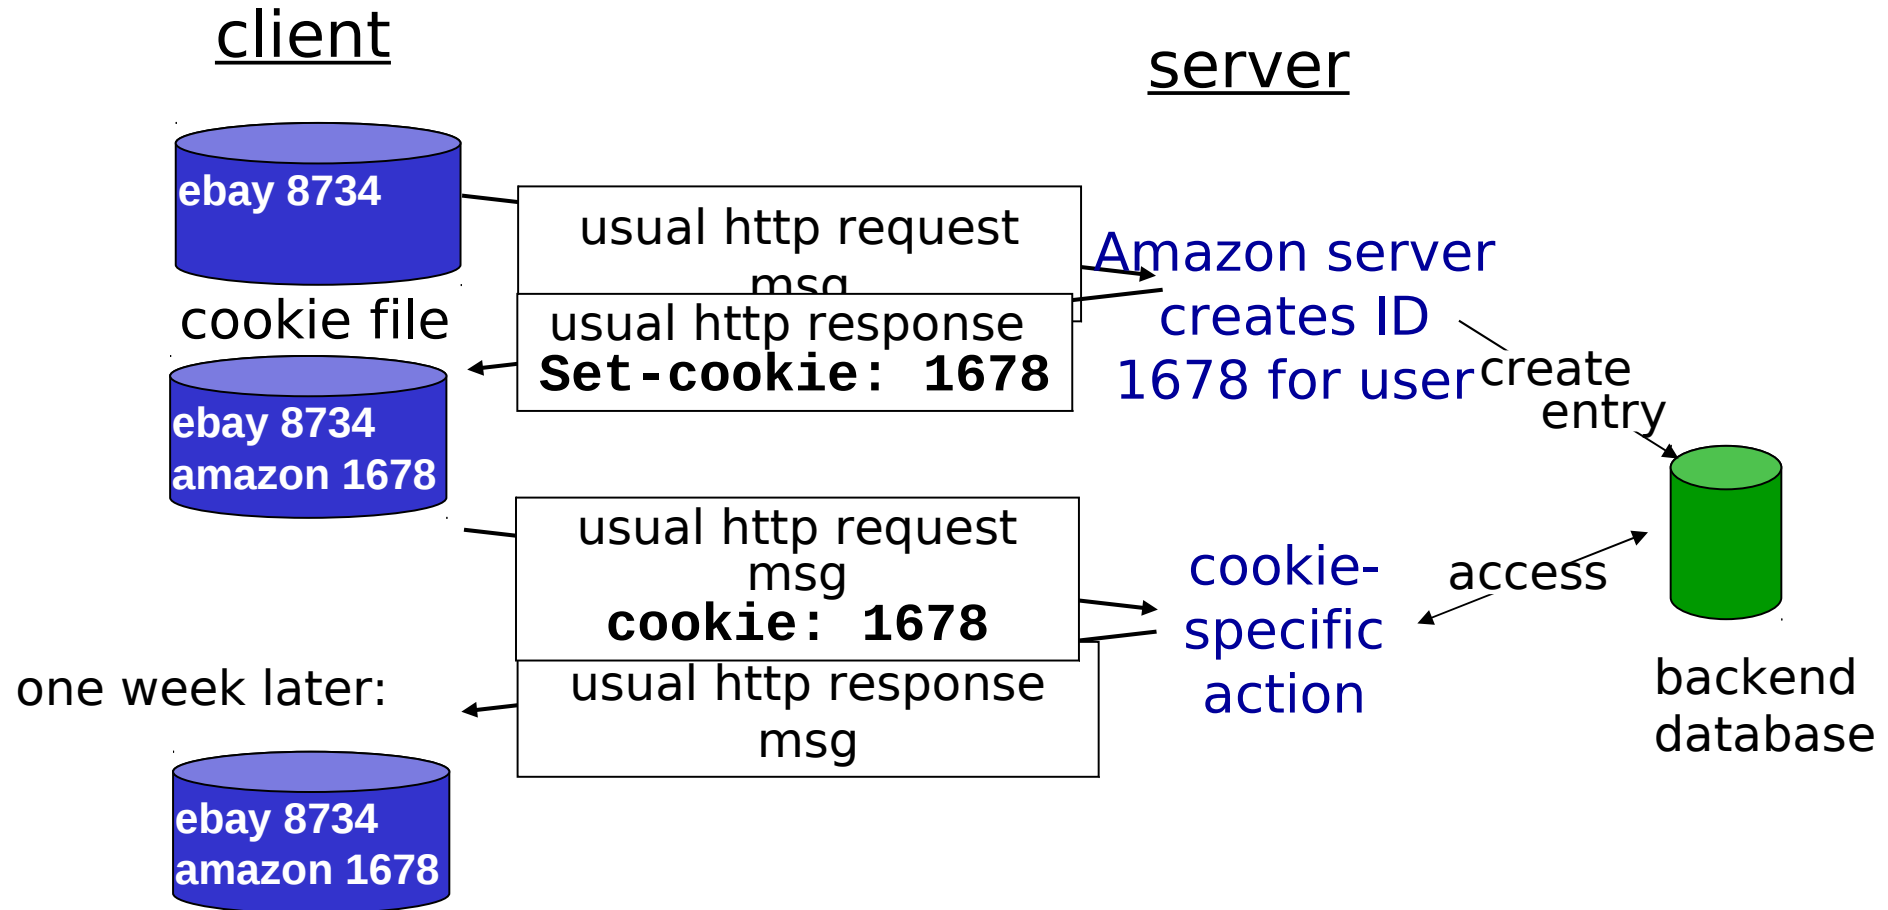 client
server
ebay 8734
usual http request
msg
Amazon server
creates ID
1678 for user
cookie file
usual http response
Set-cookie: 1678
create
entry
ebay 8734
amazon 1678
usual http request
msg
cookie: 1678
cookie-
specific
action
access
one week later:
usual http response
msg
backend
database
ebay 8734
amazon 1678